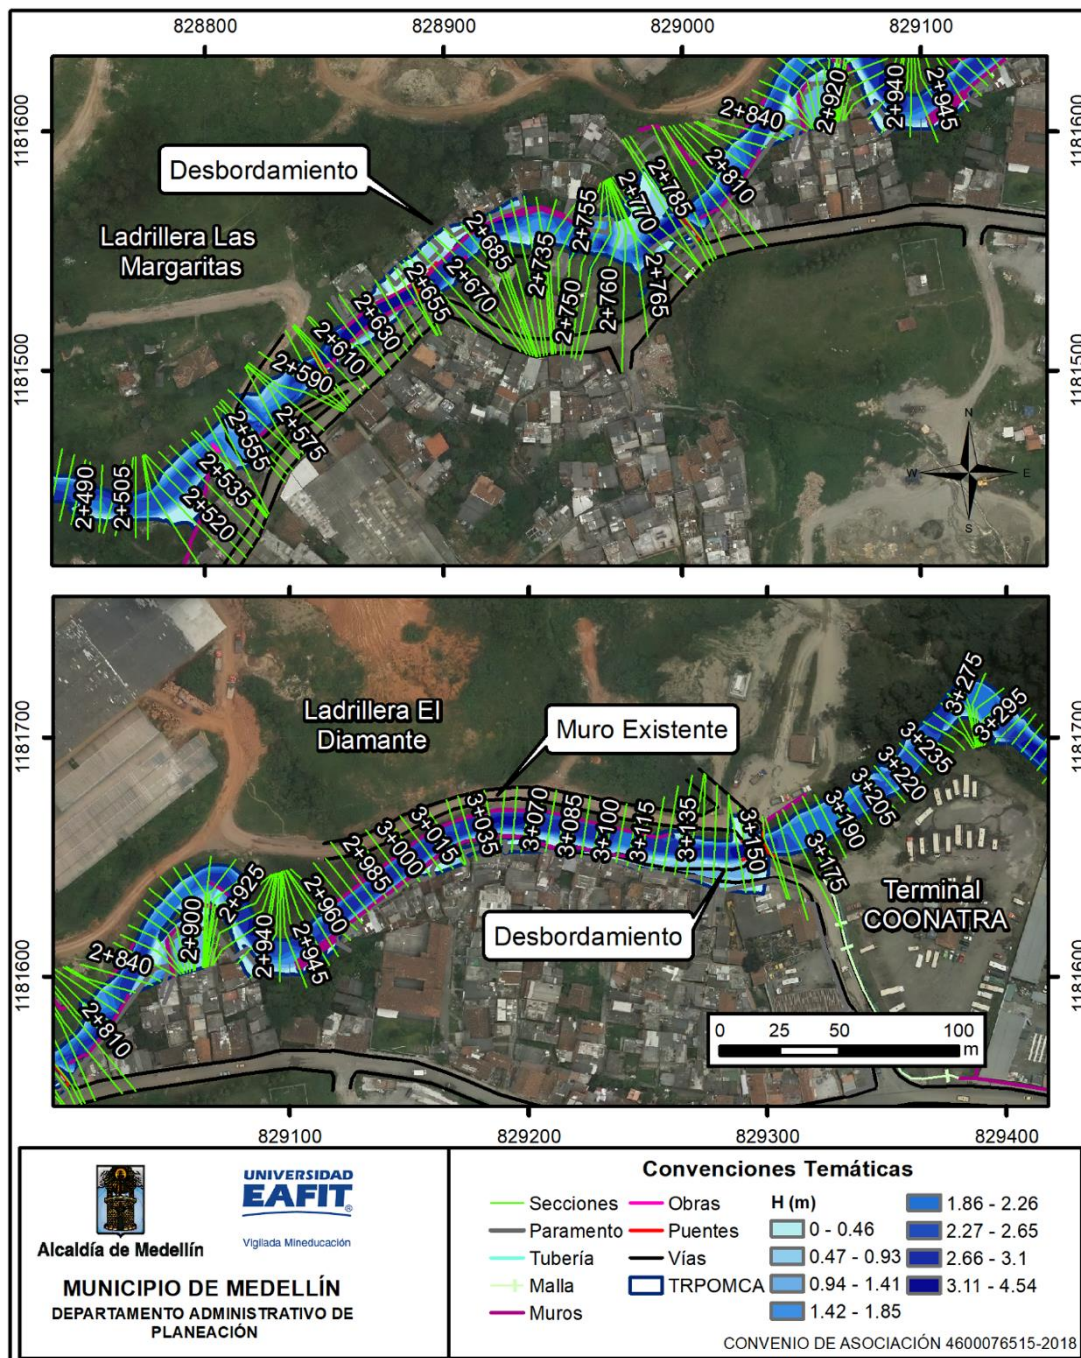 828800
828900
829000
829100
1181600
1181600
Desbordamiento
Ladrillera Las
Margaritas
2+840
2+920
2+940
2+945
2+810
2+785
2+770
2+755
2+685
2+735
2+670
2+655
2+750
2+760
2+765
2+630
2+610
2+590
2+575
2+555
2+535
2+520
2+505
2+490
1181500
1181500
N
W
E
S
1181700
1181700
Ladrillera El
Diamante
Muro Existente
3+275
3+295
3+235
3+220
3+205
3+190
3+175
3+150
3+135
3+115
3+100
3+085
3+070
3+035
3+015
3+000
2+985
2+960
2+925
2+900
2+940
2+945
2+840
2+810
Desbordamiento
Terminal
COONATRA
1181600
1181600
0 25 50 100
m
829100
829200
829300
829400
Alcaldía de Medellín
UNIVERSIDAD
EAFIT®
Vigilada Mineducación
MUNICIPIO DE MEDELLÍN
DEPARTAMENTO ADMINISTRATIVO DE
PLANEACIÓN
Convenciones Temáticas
Secciones
Paramento
Tubería
Malla
Muros
Obras
Puentes
Vías
TRPOMCA
H (m)
0 - 0.46
0.47 - 0.93
0.94 - 1.41
1.42 - 1.85
1.86 - 2.26
2.27 - 2.65
2.66 - 3.1
3.11 - 4.54
CONVENIO DE ASOCIACIÓN 4600076515-2018